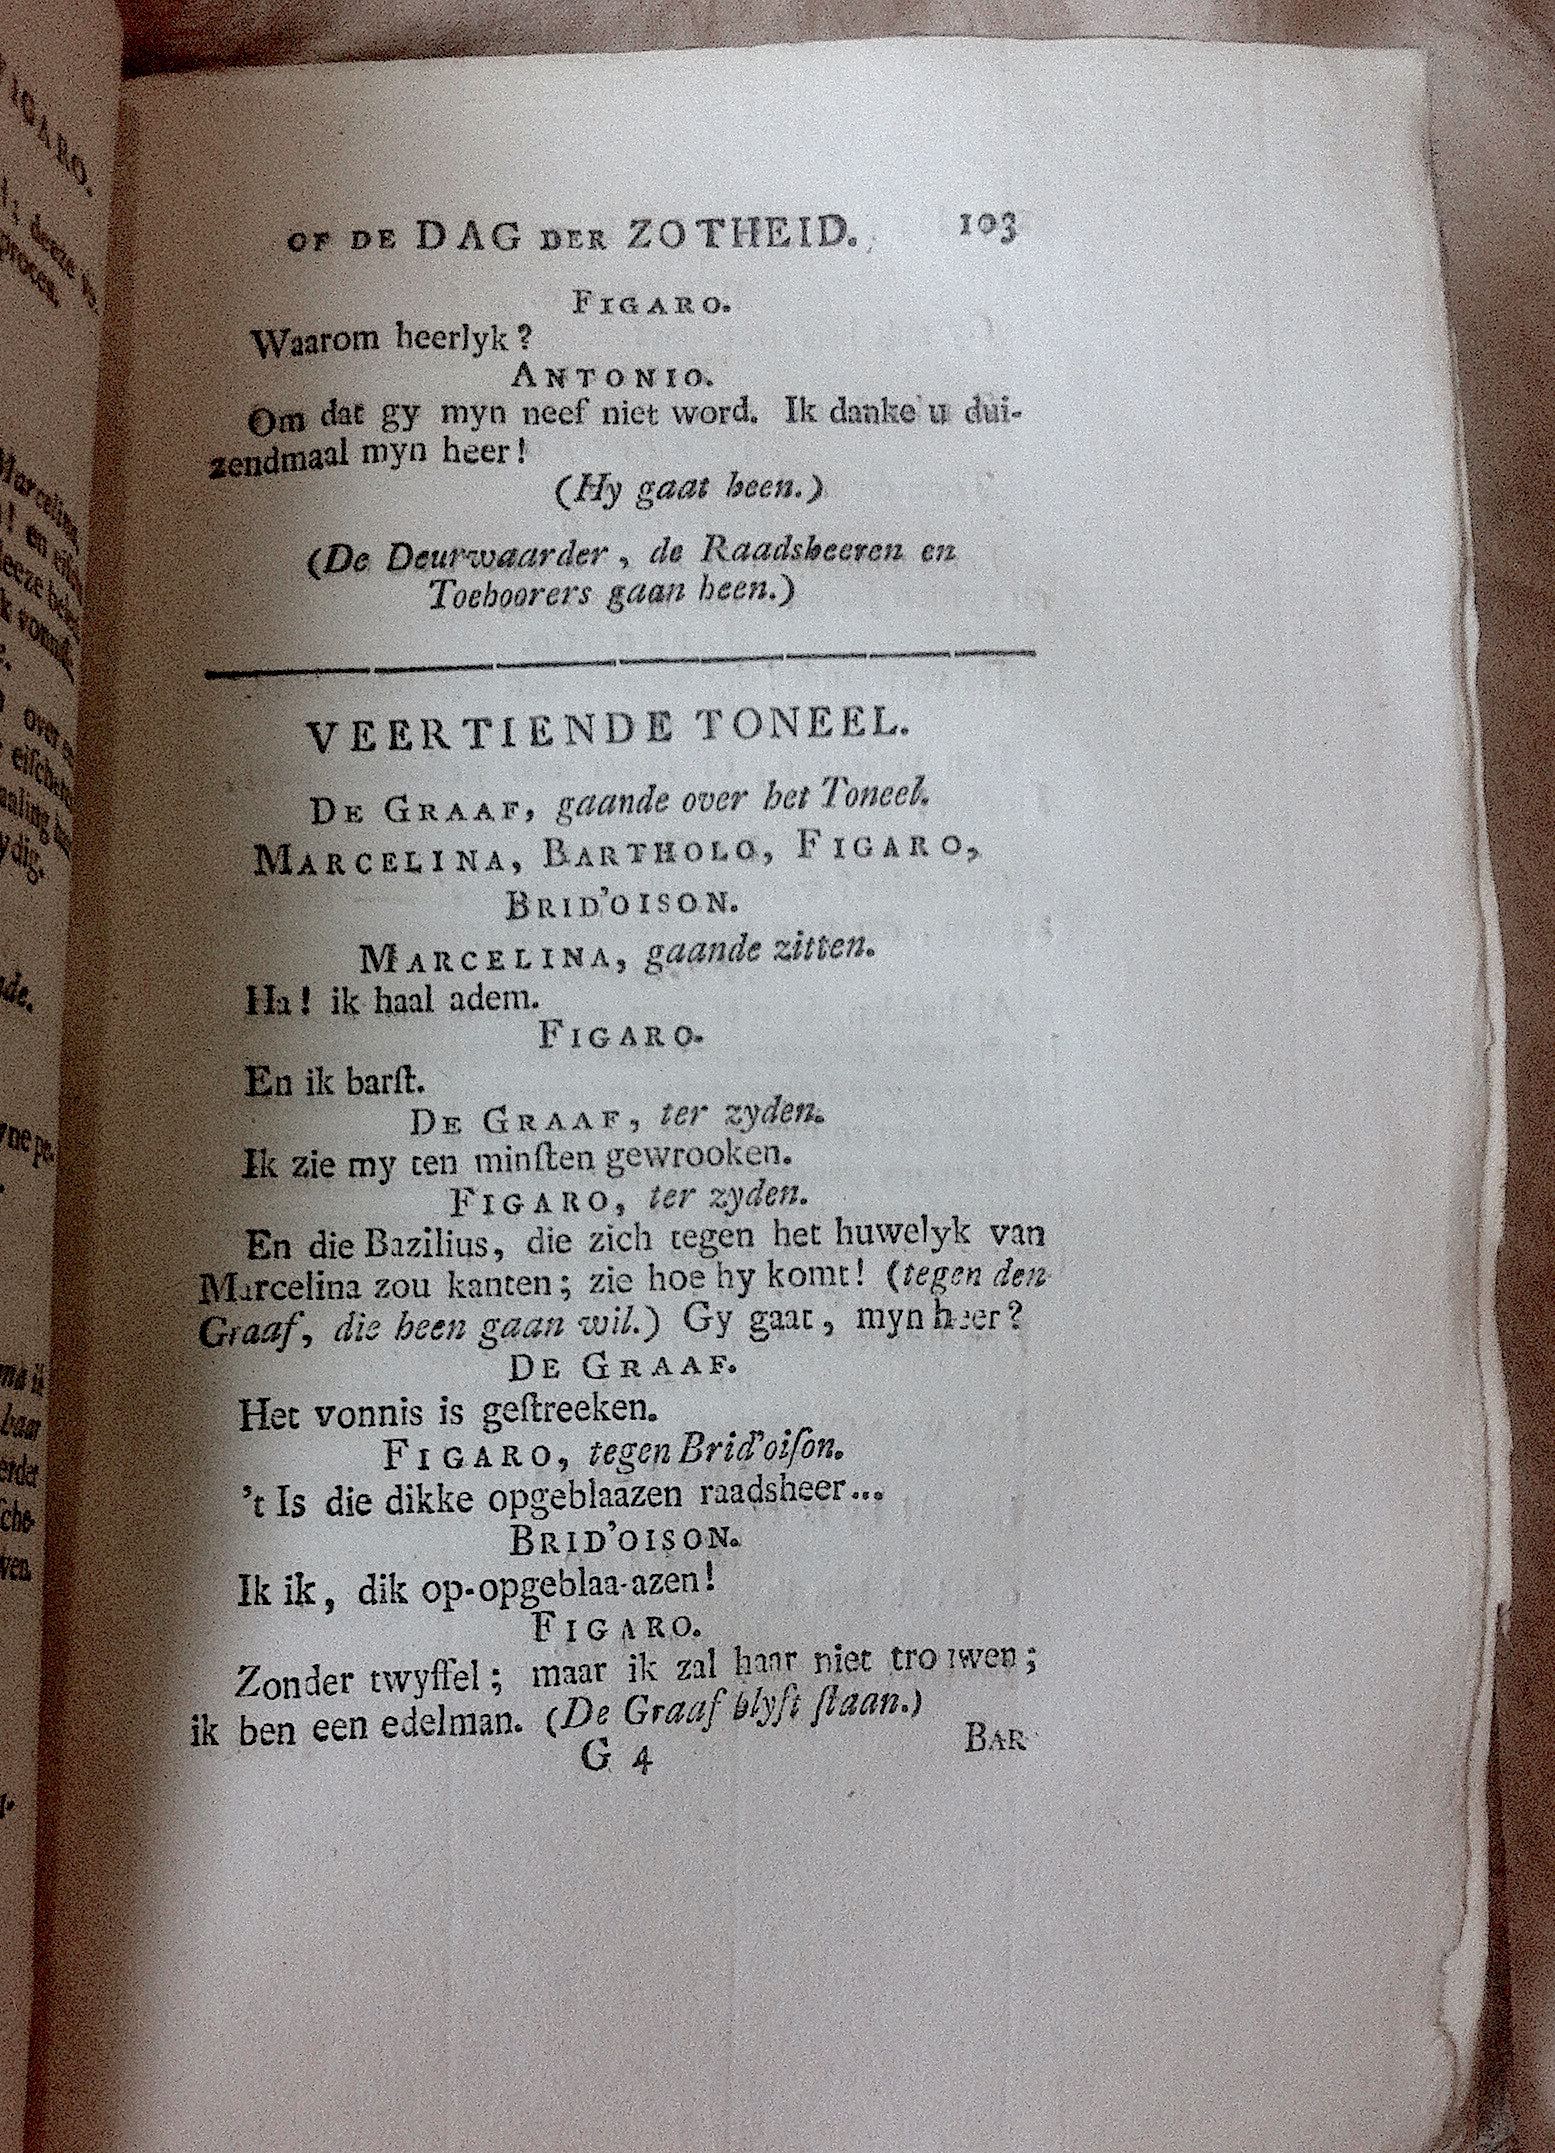 OF DE DAG DER ZOTHEID. 103
FIGARO.
Waarom heerlyk?
ANTONIO.
Om dat gy myn neef niet word. Ik danke u dui-
zendmaal myn heer!
(Hy gaat heen.)
(De Deurwaarder, de Raadsheeren en
Toehoorers gaan heen.)
VEERTIENDE TONEEL.
DE GRAAF, gaande over het Toneel.
MARCELINA, BARTHOLO, FIGARO,
BRID'OISON.
MARCELINA, gaande zitten.
Ha! ik haal adem.
FIGARO.
En ik barſt.
DE GRAAF, ter zyden.
Ik zie my ten minſten gewrooken.
FIGARO, ter zyden.
En die Bazilius, die zich tegen het huwelyk van
Marcelina zou kanten; zie hoe hy komt! (tegen den
Graaf, die heen gaan wil.) Gy gaat, myn heer?
DE GRAAF.
Het vonnis is geſtreeken.
FIGARO, tegen Brid'oiſon.
't Is die dikke opgeblaazen raadsheer...
BRID'OISON.
Ik ik, dik op-opgeblaa-azen!
FIGARO.
Zonder twyffel; maar ik zal haar niet trouwen;
ik ben een edelman. (De Graaf blyft ſtaan.)
G 4 BAR